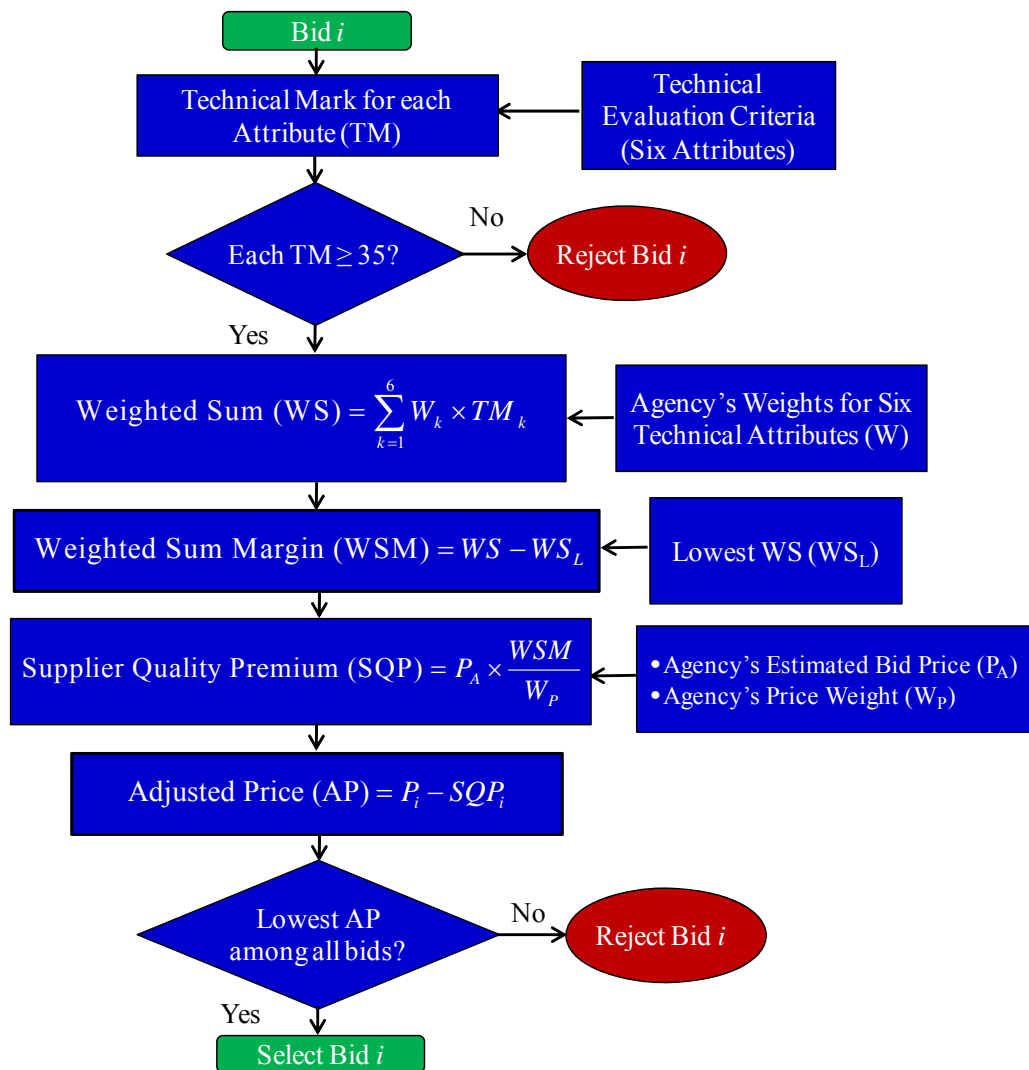 Bid i
Technical Mark for each
Attribute (TM)
Technical
Evaluation Criteria
(Six Attributes)
Each TM ≥ 35?
No
Reject Bid i
Yes
Weighted Sum (WS) = \sum_{k=1}^{6} W_k × TM_k
Agency's Weights for Six
Technical Attributes (W)
Weighted Sum Margin (WSM) = WS − WS_L
Lowest WS (WS_L)
Supplier Quality Premium (SQP) = P_A × \frac{WSM}{W_P}
•Agency's Estimated Bid Price (P_A)
•Agency's Price Weight (W_P)
Adjusted Price (AP) = P_i − SQP_i
Lowest AP
among all bids?
No
Reject Bid i
Yes
Select Bid i